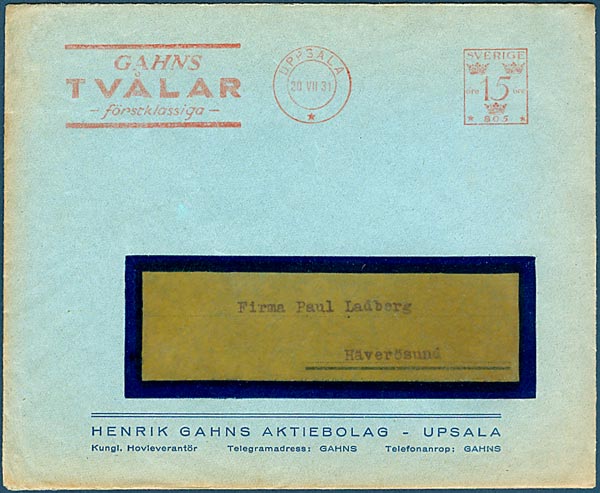 GAHNS
TVÅLAR
- förstklassiga -
UPPSALA
30 VII 31
SVERIGE
öre 15 öre
805
Firma Paul Ladberg
Häverösund
HENRIK GAHNS AKTIEBOLAG - UPSALA
Kungl. Hovleverantör Telegramadress: GAHNS Telefonanrop: GAHNS